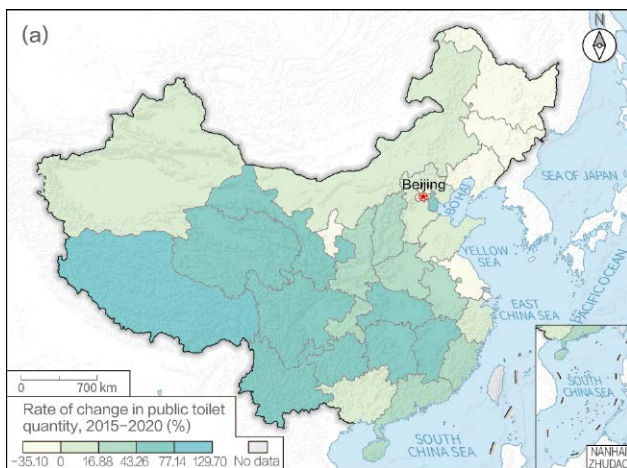 (a)
N
Beijing
BOHAI
SEA OF JAPAN
YELLOW
SEA
EAST
CHINA SEA
PACIFIC OCEAN
0 700 km
SOUTH
CHINA SEA
SOUTH
CHINA SEA
NANHAI
ZHUDAO
Rate of change in public toilet
quantity, 2015–2020 (%)
−35.10 0 16.88 43.26 77.14 129.70 No data